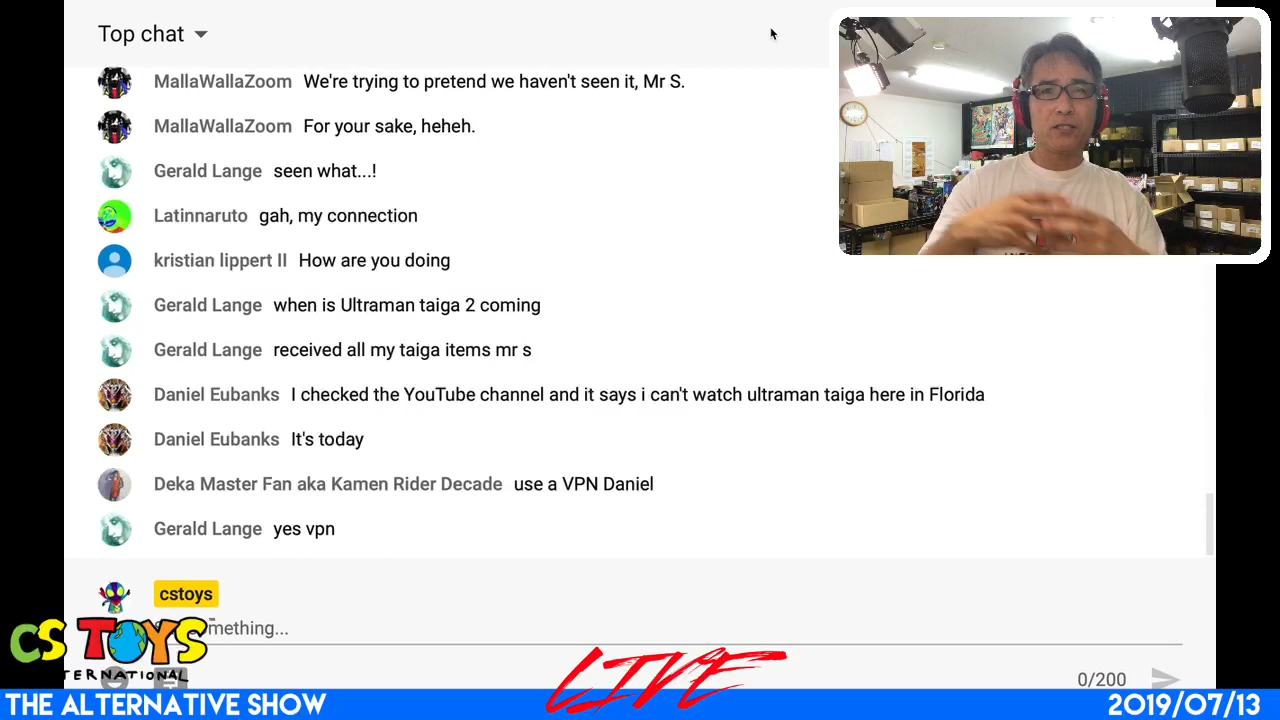 Top chat
MallaWallaZoom We're trying to pretend we haven't seen it, Mr S.
MallaWallaZoom For your sake, heheh.
Gerald Lange seen what...!
Latinnaruto gah, my connection
kristian lippert II How are you doing
Gerald Lange when is Ultraman taiga 2 coming
Gerald Lange received all my taiga items mr s
Daniel Eubanks I checked the YouTube channel and it says i can't watch ultraman taiga here in Florida
Daniel Eubanks It's today
Deka Master Fan aka Kamen Rider Decade use a VPN Daniel
Gerald Lange yes vpn
cstoys
mething...
CS TOYS
TERNATIONAL
LIVE
0/200
THE ALTERNATIVE SHOW
2019/07/13